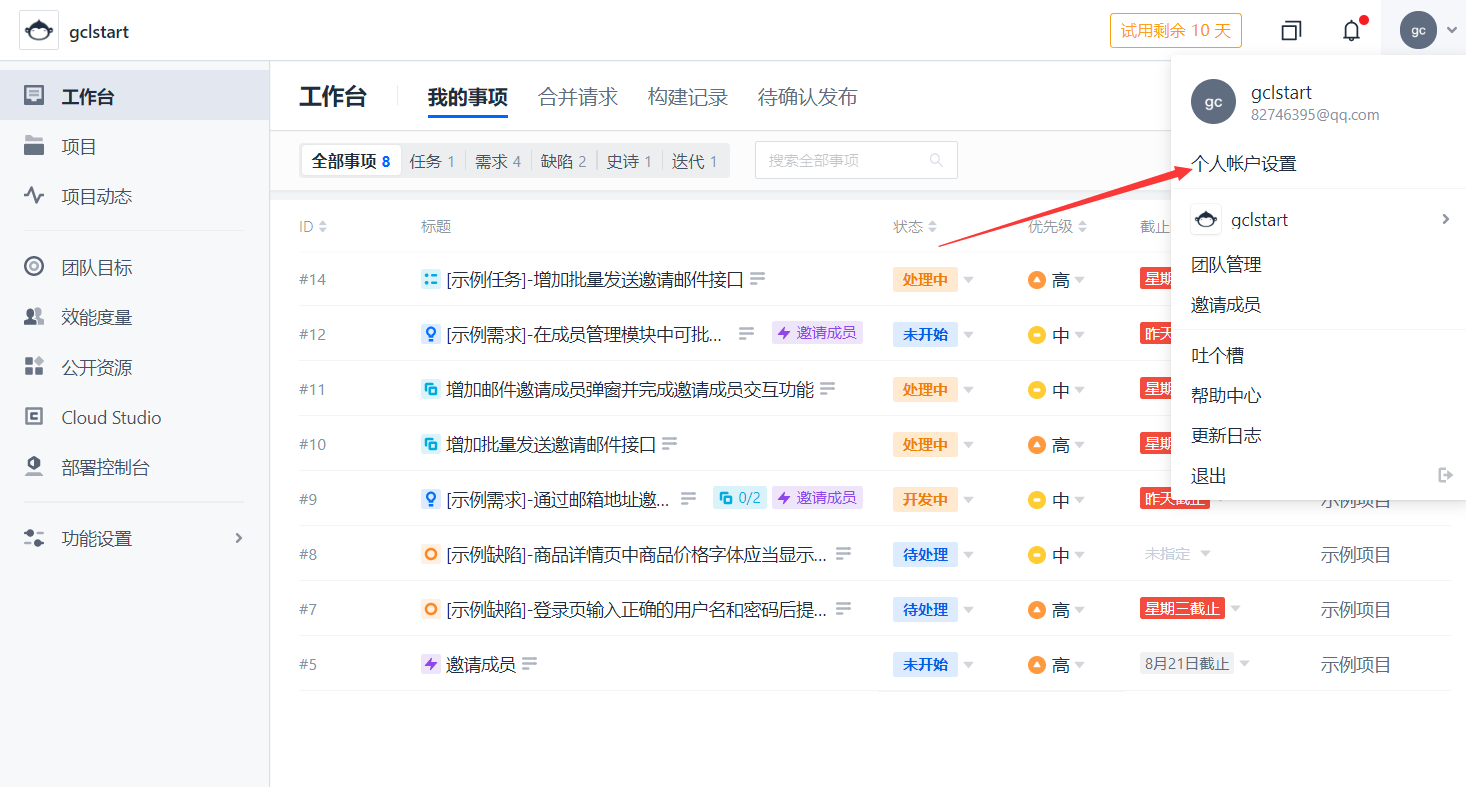 gclstart
试用剩余 10 天
gc
工作台
项目
项目动态
团队目标
效能度量
公开资源
Cloud Studio
部署控制台
功能设置
工作台
我的事项 合并请求 构建记录 待确认发布
全部事项 8 任务 1 需求 4 缺陷 2 史诗 1 迭代 1
搜索全部事项
ID 标题 状态 优先级 截止
#14 [示例任务]-增加批量发送邀请邮件接口 处理中 高 星期
#12 [示例需求]-在成员管理模块中可批... 邀请成员 未开始 中 昨天
#11 增加邮件邀请成员弹窗并完成邀请成员交互功能 处理中 中 星期
#10 增加批量发送邀请邮件接口 处理中 高 星期
#9 [示例需求]-通过邮箱地址邀... 0/2 邀请成员 开发中 中 昨天截止 示例项目
#8 [示例缺陷]-商品详情页中商品价格字体应当显示... 待处理 中 未指定 示例项目
#7 [示例缺陷]-登录页输入正确的用户名和密码后提... 待处理 高 星期三截止 示例项目
#5 邀请成员 未开始 高 8月21日截止 示例项目
gc
gclstart
82746395@qq.com
个人帐户设置
gclstart
团队管理
邀请成员
吐个槽
帮助中心
更新日志
退出